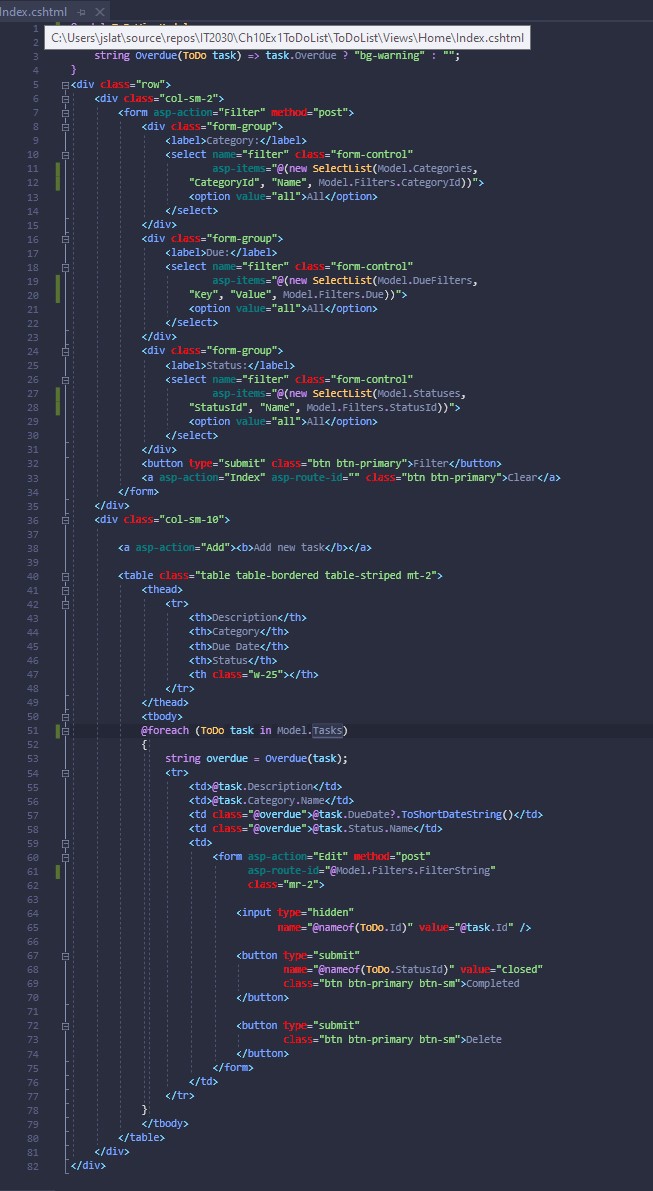 Index.cshtml
1
C:\Users\jslat\source\repos\IT2030\Ch10Ex1ToDoList\ToDoList\Views\Home\Index.cshtml
2
3 string Overdue(ToDo task) => task.Overdue ? "bg-warning" : "";
4 }
5 <div class="row">
6 <div class="col-sm-2">
7 <form asp-action="Filter" method="post">
8 <div class="form-group">
9 <label>Category:</label>
10 <select name="filter" class="form-control"
11 asp-items="@(new SelectList(Model.Categories,
12 "CategoryId", "Name", Model.Filters.CategoryId))">
13 <option value="all">All</option>
14 </select>
15 </div>
16 <div class="form-group">
17 <label>Due:</label>
18 <select name="filter" class="form-control"
19 asp-items="@(new SelectList(Model.DueFilters,
20 "Key", "Value", Model.Filters.Due))">
21 <option value="all">All</option>
22 </select>
23 </div>
24 <div class="form-group">
25 <label>Status:</label>
26 <select name="filter" class="form-control"
27 asp-items="@(new SelectList(Model.Statuses,
28 "StatusId", "Name", Model.Filters.StatusId))">
29 <option value="all">All</option>
30 </select>
31 </div>
32 <button type="submit" class="btn btn-primary">Filter</button>
33 <a asp-action="Index" asp-route-id="" class="btn btn-primary">Clear</a>
34 </form>
35 </div>
36 <div class="col-sm-10">
37
38 <a asp-action="Add"><b>Add new task</b></a>
39
40 <table class="table table-bordered table-striped mt-2">
41 <thead>
42 <tr>
43 <th>Description</th>
44 <th>Category</th>
45 <th>Due Date</th>
46 <th>Status</th>
47 <th class="w-25"></th>
48 </tr>
49 </thead>
50 <tbody>
51 @foreach (ToDo task in Model.Tasks)
52 {
53 string overdue = Overdue(task);
54 <tr>
55 <td>@task.Description</td>
56 <td>@task.Category.Name</td>
57 <td class="@overdue">@task.DueDate?.ToShortDateString()</td>
58 <td class="@overdue">@task.Status.Name</td>
59 <td>
60 <form asp-action="Edit" method="post"
61 asp-route-id="@Model.Filters.FilterString"
62 class="mr-2">
63
64 <input type="hidden"
65 name="@nameof(ToDo.Id)" value="@task.Id" />
66
67 <button type="submit"
68 name="@nameof(ToDo.StatusId)" value="closed"
69 class="btn btn-primary btn-sm">Completed
70 </button>
71
72 <button type="submit"
73 class="btn btn-primary btn-sm">Delete
74 </button>
75 </form>
76 </td>
77 </tr>
78 }
79 </tbody>
80 </table>
81 </div>
82 </div>